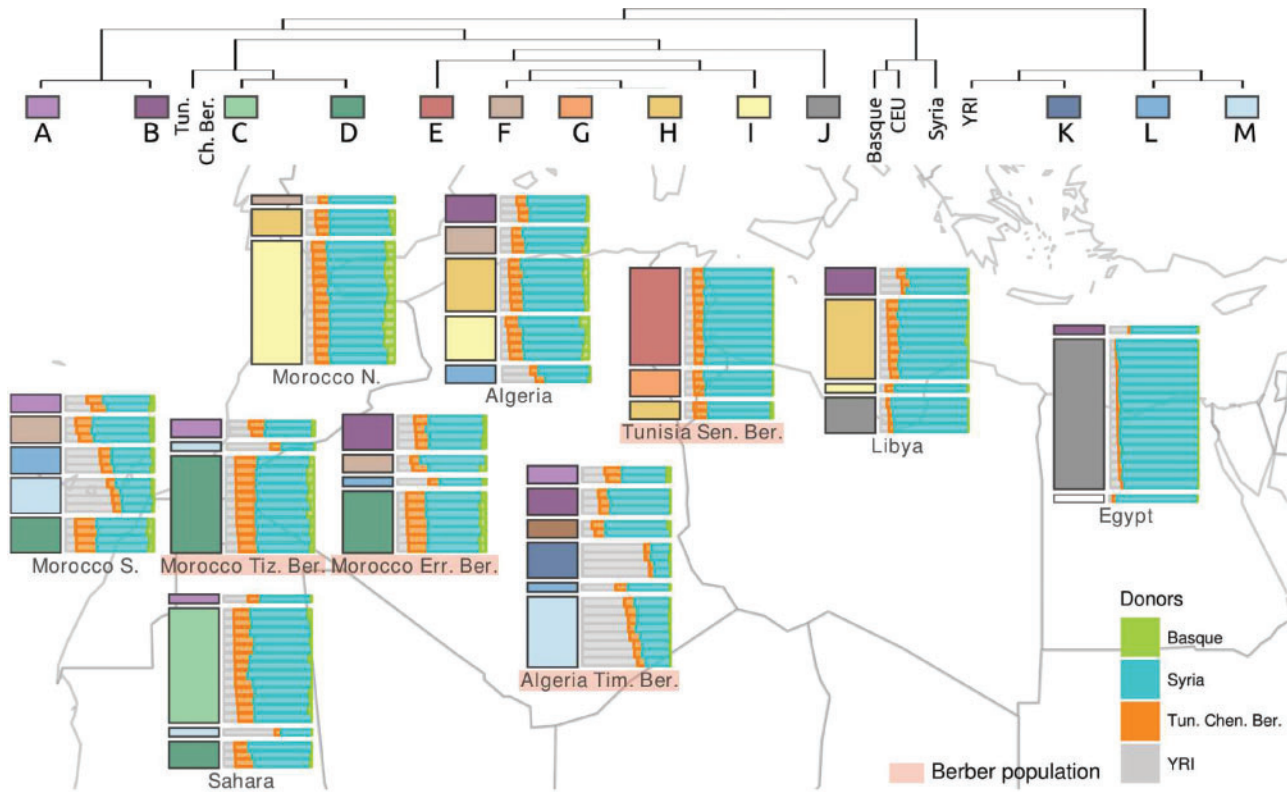 A B Tun. Ch. Ber. C D E F G H I J Basque CEU Syria YRI K L M
Morocco N.
Algeria
Tunisia Sen. Ber.
Libya
Egypt
Morocco S.
Morocco Tiz. Ber.
Morocco Err. Ber.
Algeria Tim. Ber.
Sahara
Donors
Basque
Syria
Tun. Chen. Ber.
YRI
Berber population